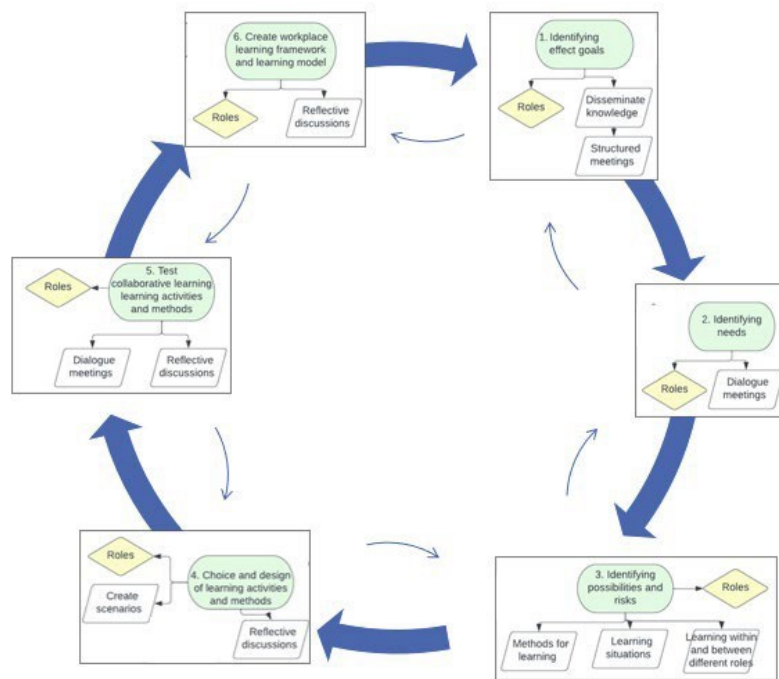 6. Create workplace
learning framework
and learning model
Roles
Reflective
discussions
1. Identifying
effect goals
Roles
Disseminate
knowledge
Structured
meetings
2. Identifying
needs
Roles
Dialogue
meetings
3. Identifying
possibilities and
risks
Roles
Methods for
learning
Learning
situations
Learning within
and between
different roles
4. Choice and design
of learning activities
and methods
Roles
Create
scenarios
Reflective
discussions
5. Test
collaborative learning
learning activities
and methods
Roles
Dialogue
meetings
Reflective
discussions